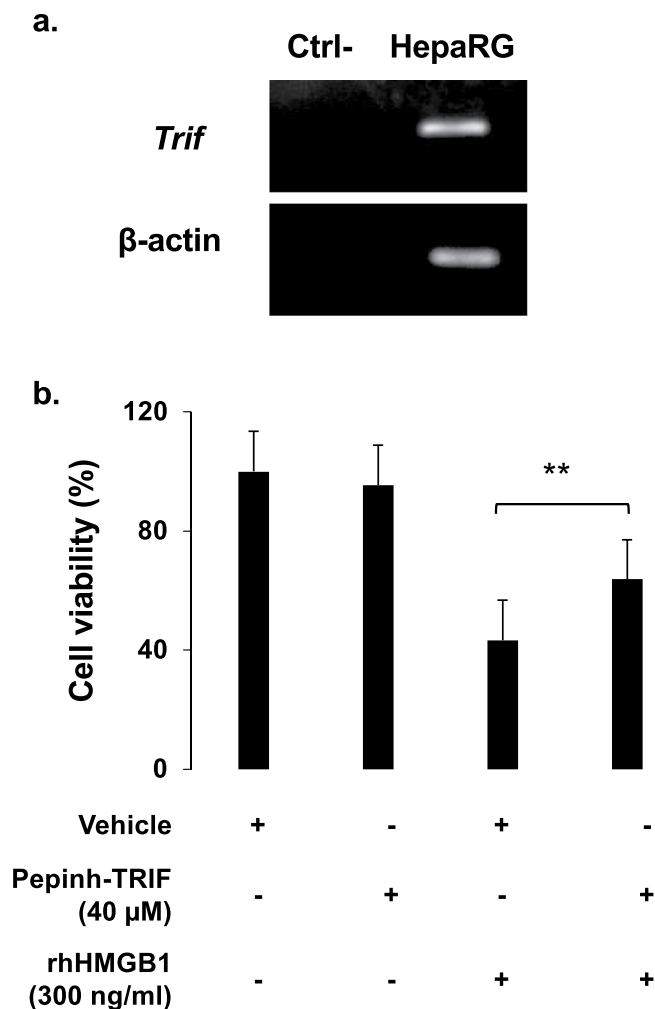 a.
Ctrl- HepaRG
Trif
β-actin
b.
120
80
40
0
Cell viability (%)
**
Vehicle + - + -
Pepinh-TRIF
(40 µM) - + - +
rhHMGB1
(300 ng/ml) - - + +